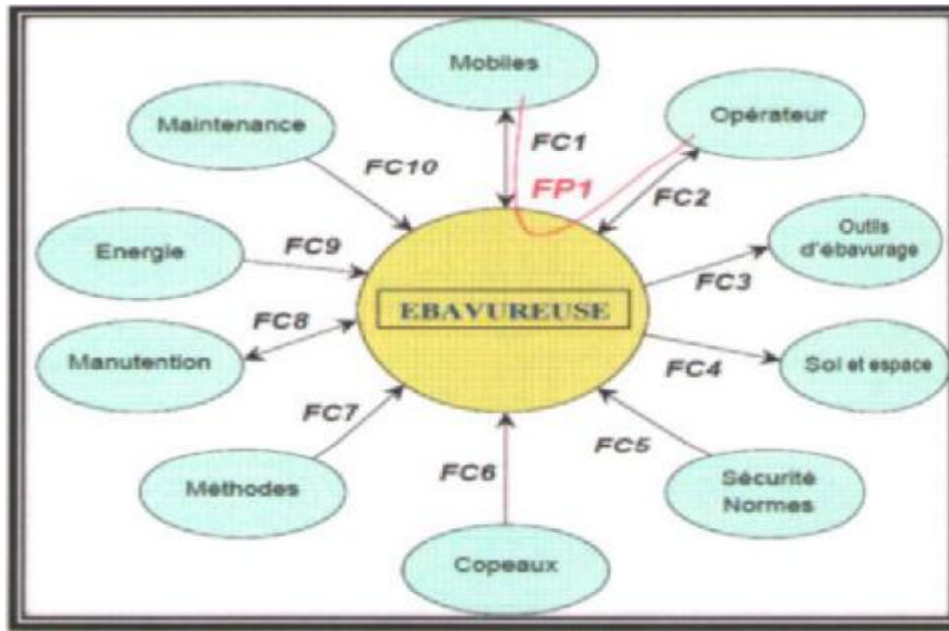 Mobiles
Opérateur
Maintenance
FC1
FC10
FP1
FC2
Energie
FC9
Outils
d'ébavurage
FC3
EBAVUREUSE
FC8
Manutention
FC4
Sol et espace
FC7
FC5
FC6
Méthodes
Sécurité
Normes
Copeaux